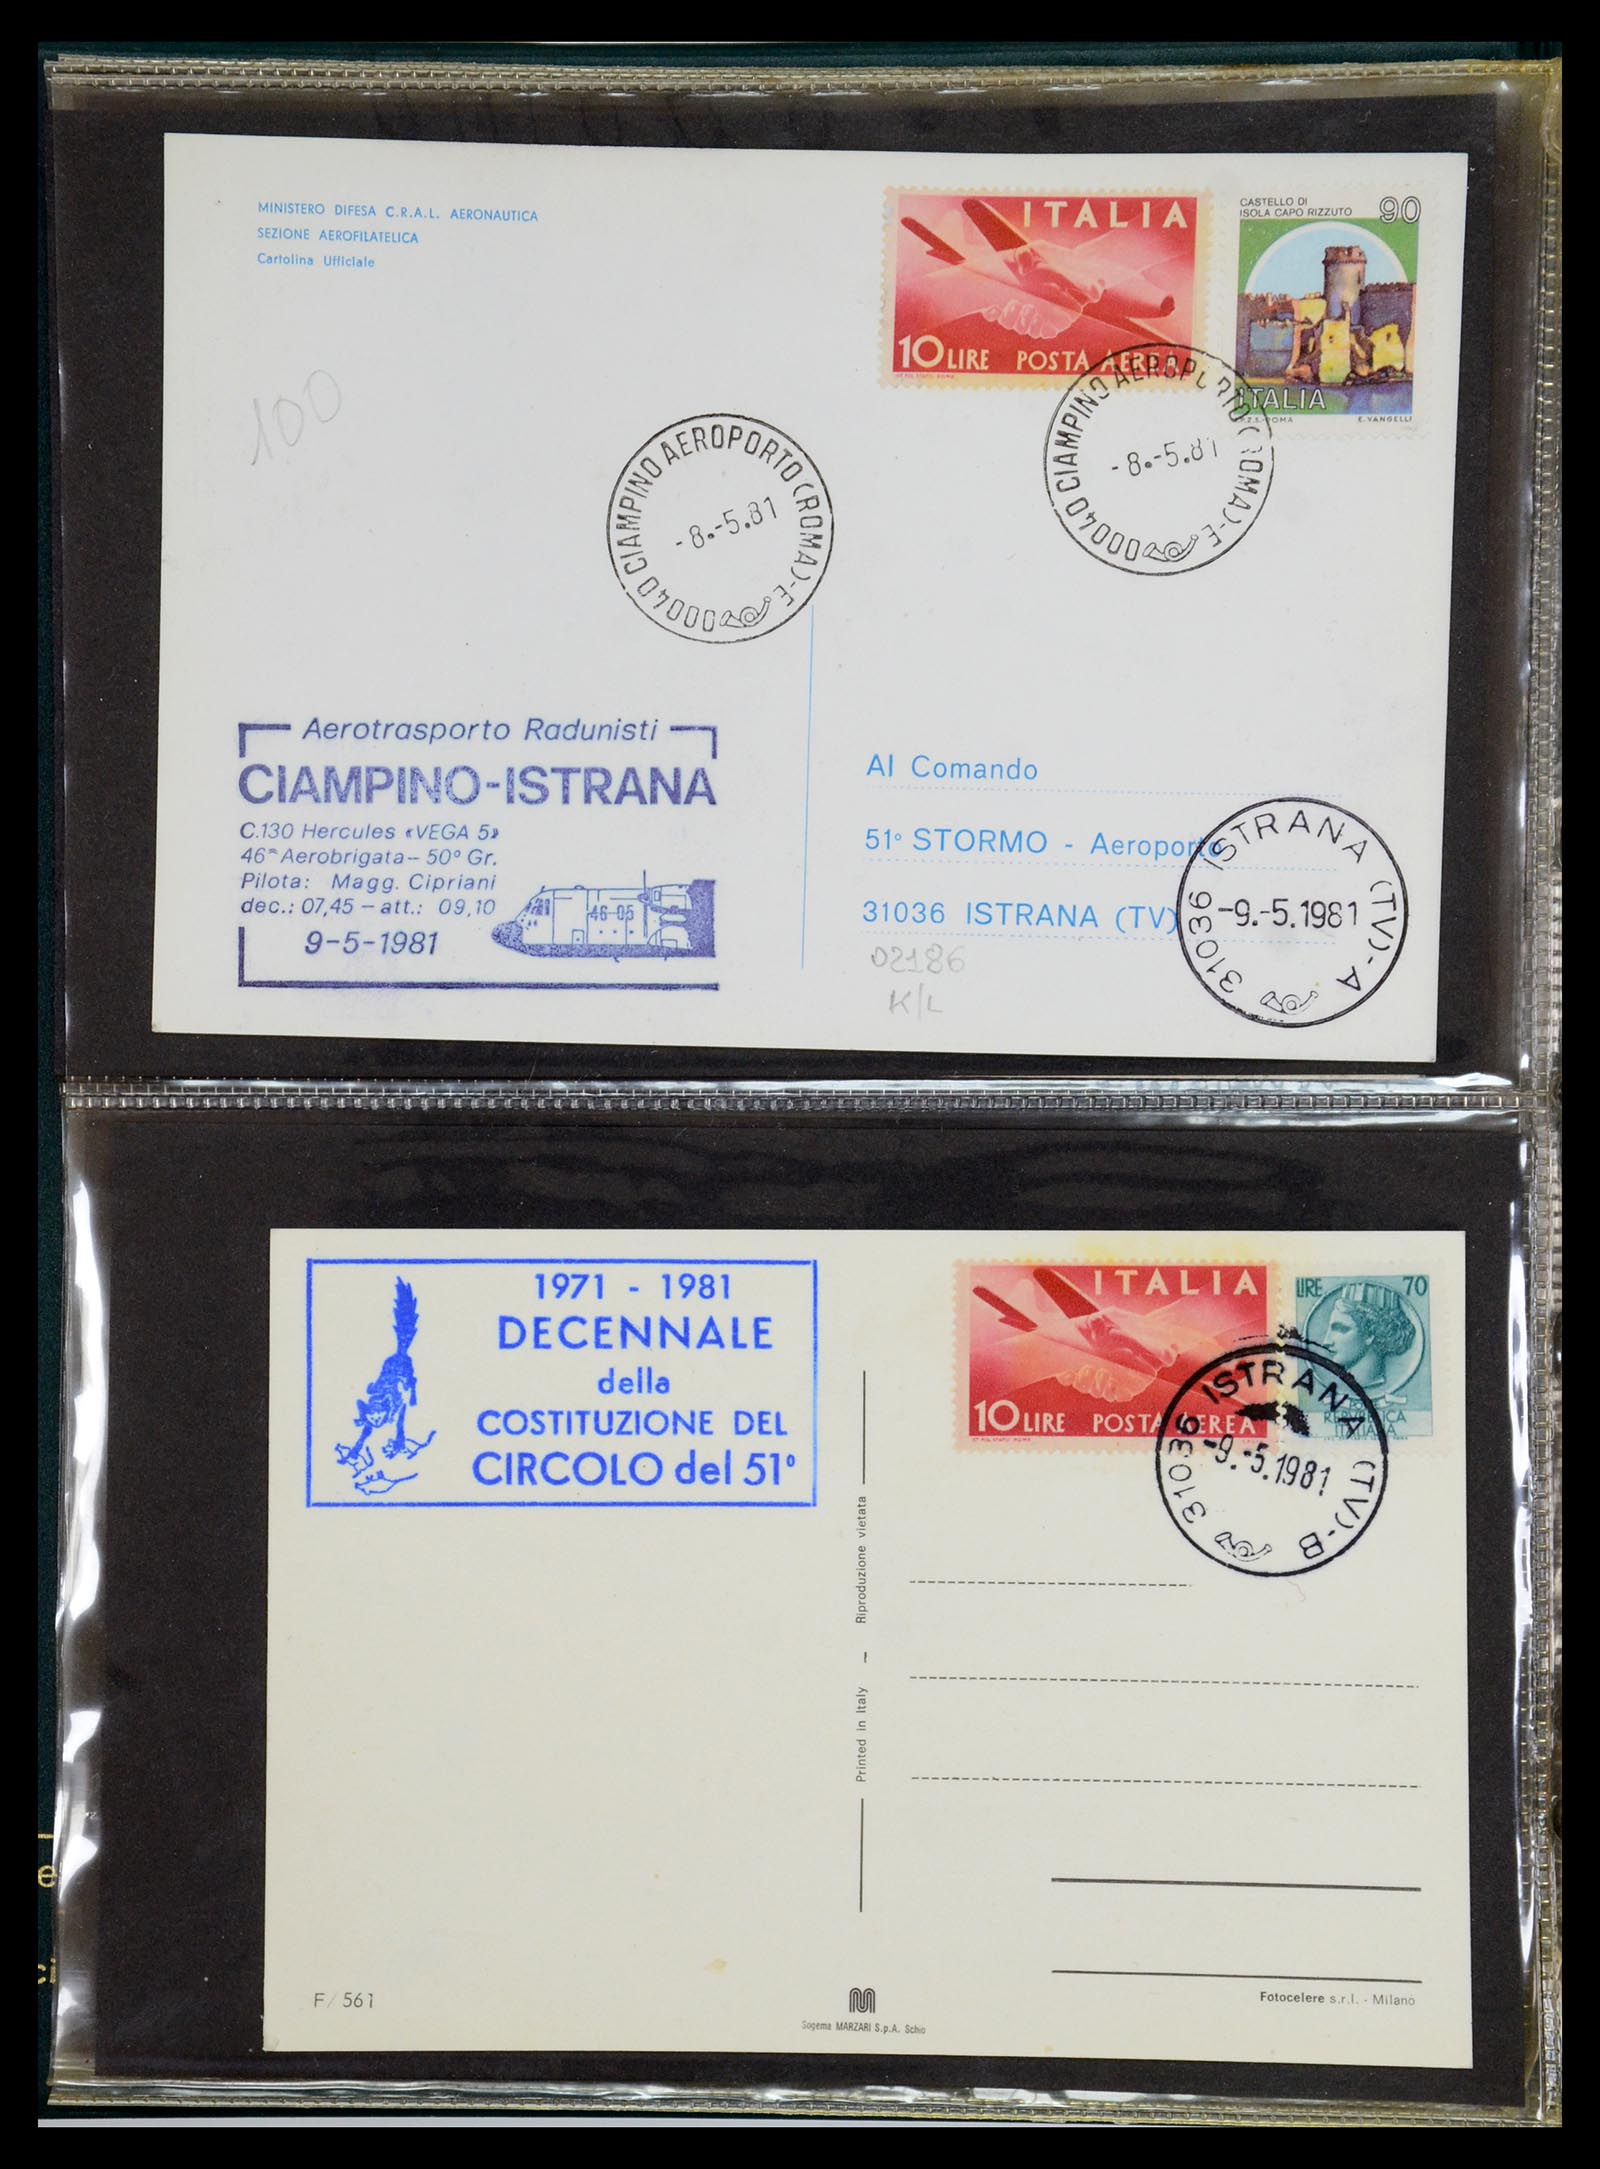 MINISTERO DIFESA C.R.A.L. AERONAUTICA
SEZIONE AEROFILATELICA
Cartolina Ufficiale
ITALIA
10 LIRE POSTA AEREA
CASTELLO DI
ISOLA CAPO RIZZUTO
90
ITALIA
I.P.Z.S.-ROMA E. VANGELLI
100
00040 CIAMPINO AEROPORTO (ROMA)-E
-8.-5.81
00040 CIAMPINO AEROPORTO (ROMA)-E
-8.-5.81
Aerotrasporto Radunisti
CIAMPINO-ISTRANA
C.130 Hercules «VEGA 5»
46ª Aerobrigata - 50° Gr.
Pilota: Magg. Cipriani
dec.: 07,45 - att.: 09,10
9-5-1981
46-05
Al Comando
51° STORMO - Aeroporto
31036 ISTRANA (TV)
02186
K/L
31036 ISTRANA (TV)-A
-9.-5.1981
1971 - 1981
DECENNALE
della
COSTITUZIONE DEL
CIRCOLO del 51°
ITALIA
10 LIRE POSTA AEREA
LIRE 70
REPUBBLICA
ITALIANA
31036 ISTRANA (TV)-B
-9.-5.1981
Printed in Italy - Riproduzione vietata
F/561
Sogema MARZARI S.p.A. Schio
Fotocelere s.r.l. - Milano